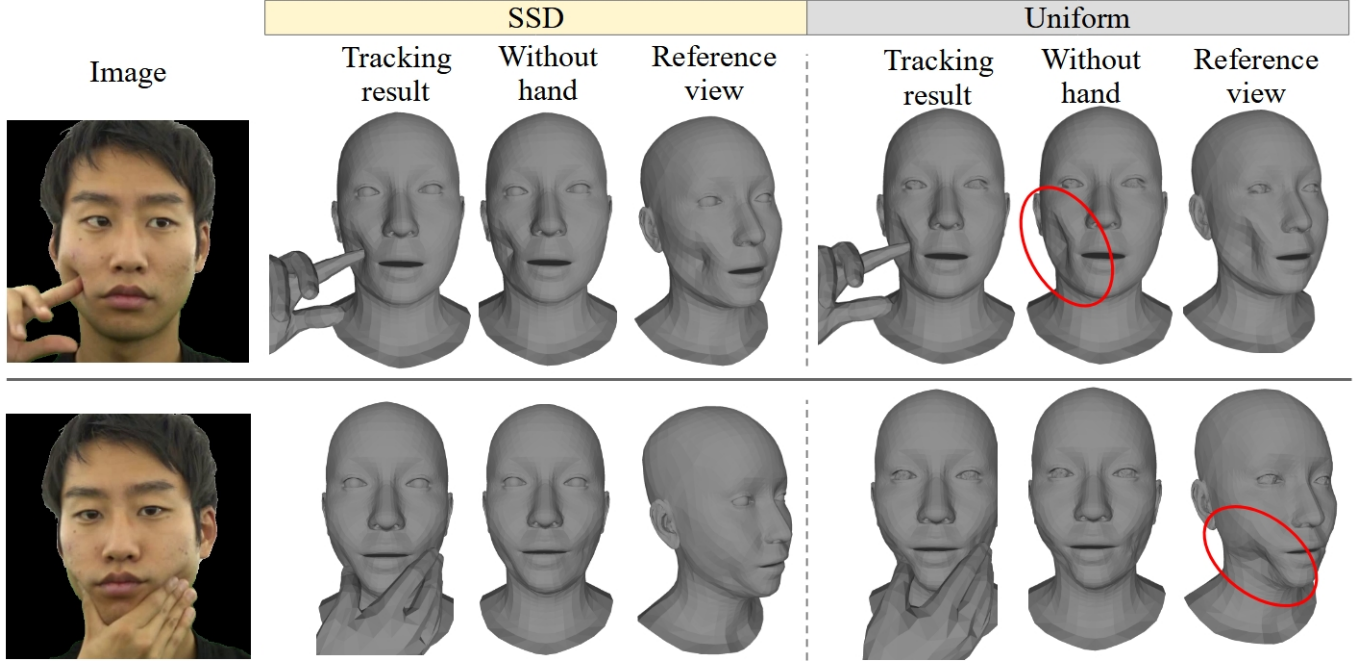 SSD
Uniform
Image
Tracking
result
Without
hand
Reference
view
Tracking
result
Without
hand
Reference
view